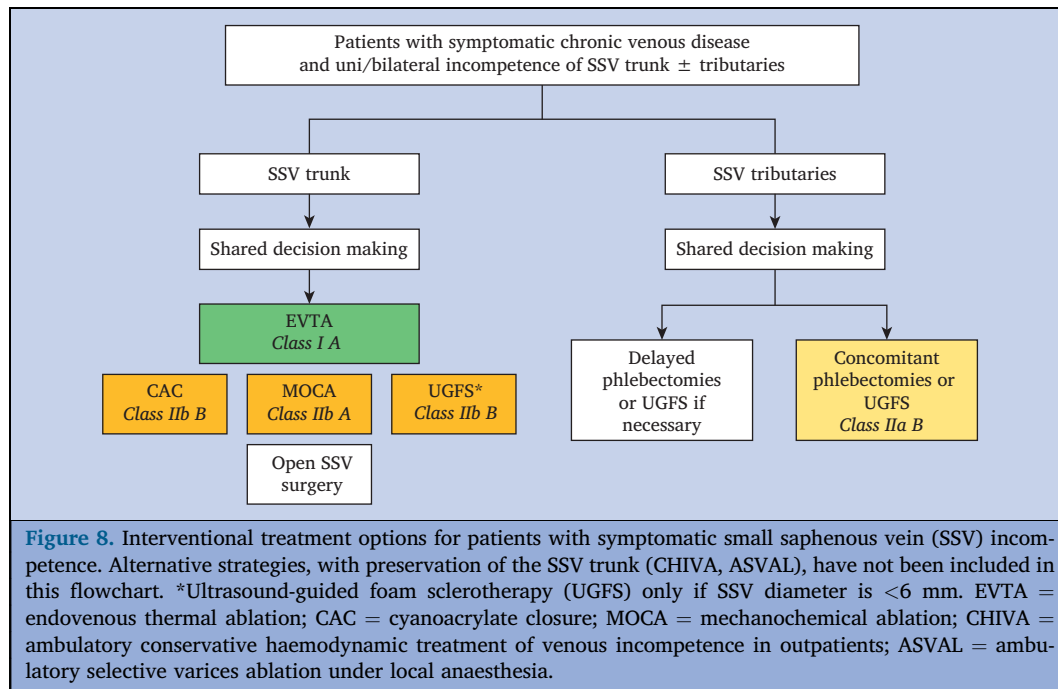 Patients with symptomatic chronic venous disease
and uni/bilateral incompetence of SSV trunk ± tributaries
SSV trunk
SSV tributaries
Shared decision making
Shared decision making
EVTA
Class I A
CAC
Class IIb B
MOCA
Class IIb A
UGFS*
Class IIb B
Open SSV
surgery
Delayed
phlebectomies
or UGFS if
necessary
Concomitant
phlebectomies or
UGFS
Class IIa B
Figure 8. Interventional treatment options for patients with symptomatic small saphenous vein (SSV) incom-
petence. Alternative strategies, with preservation of the SSV trunk (CHIVA, ASVAL), have not been included in
this flowchart. *Ultrasound-guided foam sclerotherapy (UGFS) only if SSV diameter is <6 mm. EVTA =
endovenous thermal ablation; CAC = cyanoacrylate closure; MOCA = mechanochemical ablation; CHIVA =
ambulatory conservative haemodynamic treatment of venous incompetence in outpatients; ASVAL = ambu-
latory selective varices ablation under local anaesthesia.